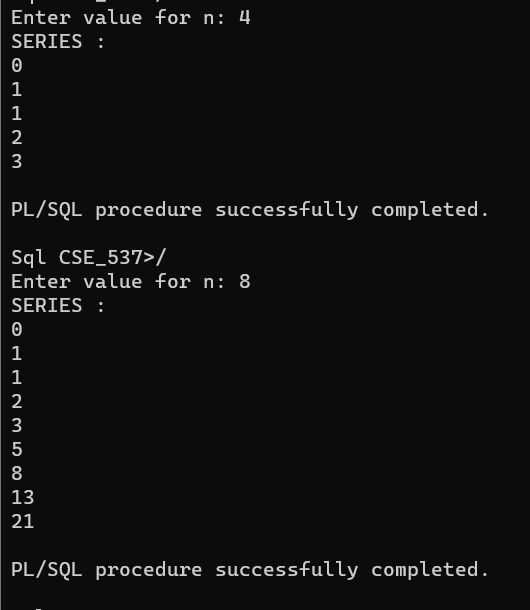 Enter value for n: 4
SERIES :
0
1
1
2
3
PL/SQL procedure successfully completed.
Sql CSE_537>/
Enter value for n: 8
SERIES :
0
1
1
2
3
5
8
13
21
PL/SQL procedure successfully completed.